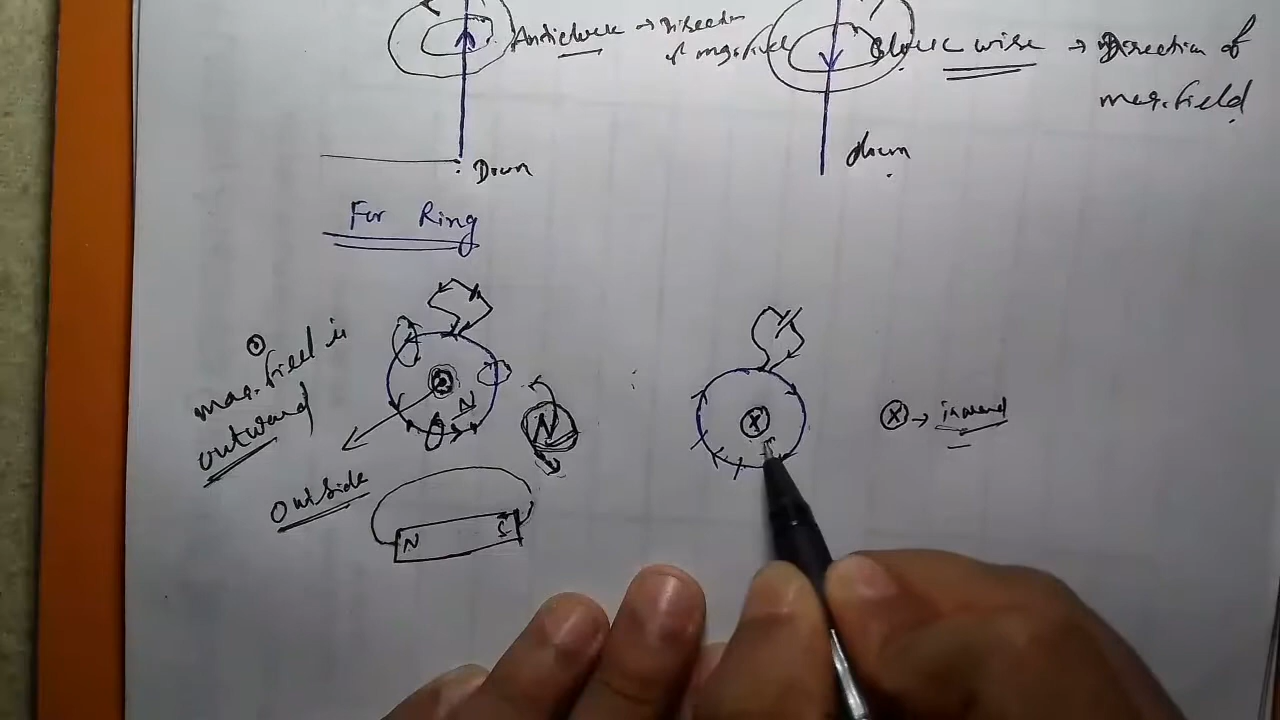 Anticlock → Direction
of mag. field
Clock wise → Direction of
mag. field
Down
down
For Ring
mag. field is
outward
N
N
X
X → inward
outside
N S
S